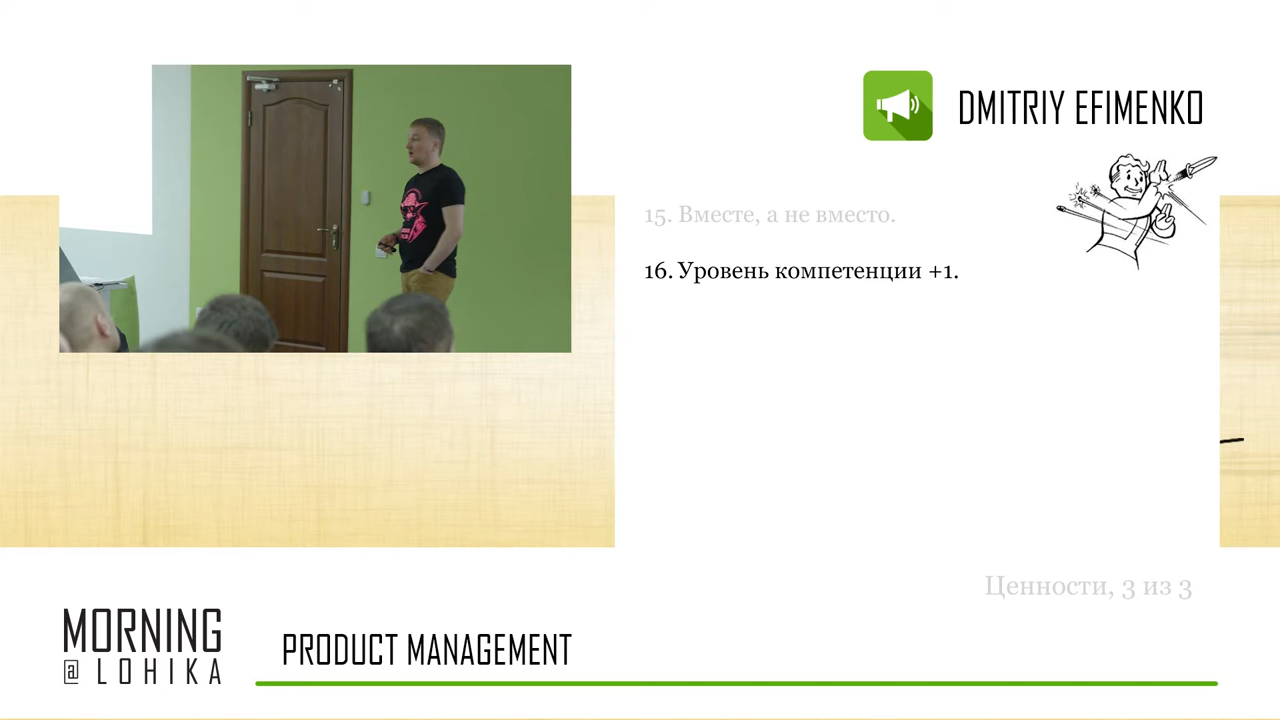 DMITRIY EFIMENKO
15. Вместе, а не вместо.
16. Уровень компетенции +1.
Ценности, 3 из 3
MORNING
@ LOHIKA
PRODUCT MANAGEMENT